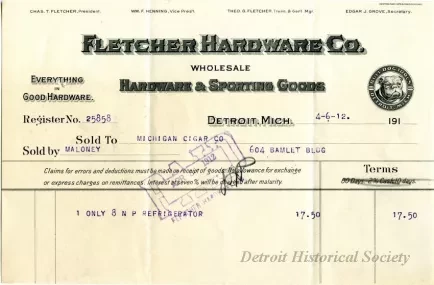 CHAS. T. FLETCHER, President. WM. F. HENNING, Vice Prest. THEO. G. FLETCHER, Treas. & Gen'l Mgr. EDGAR J. GROVE, Secretary.
FLETCHER HARDWARE CO.
WHOLESALE
EVERYTHING
IN
GOOD HARDWARE.
HARDWARE & SPORTING GOODS
Register No. 25858 DETROIT, MICH. 4-6-12. 191
Sold To MICHIGAN CIGAR CO
Sold by MALONEY 604 HAMLET BLDG
Claims for errors and deductions must be made on receipt of goods. No allowance for exchange
or express charges on remittances. Interest at seven % will be after maturity.
Terms
1912
1 ONLY 8 N P REFRIGERATOR 17.50 17.50
Detroit Historical Society